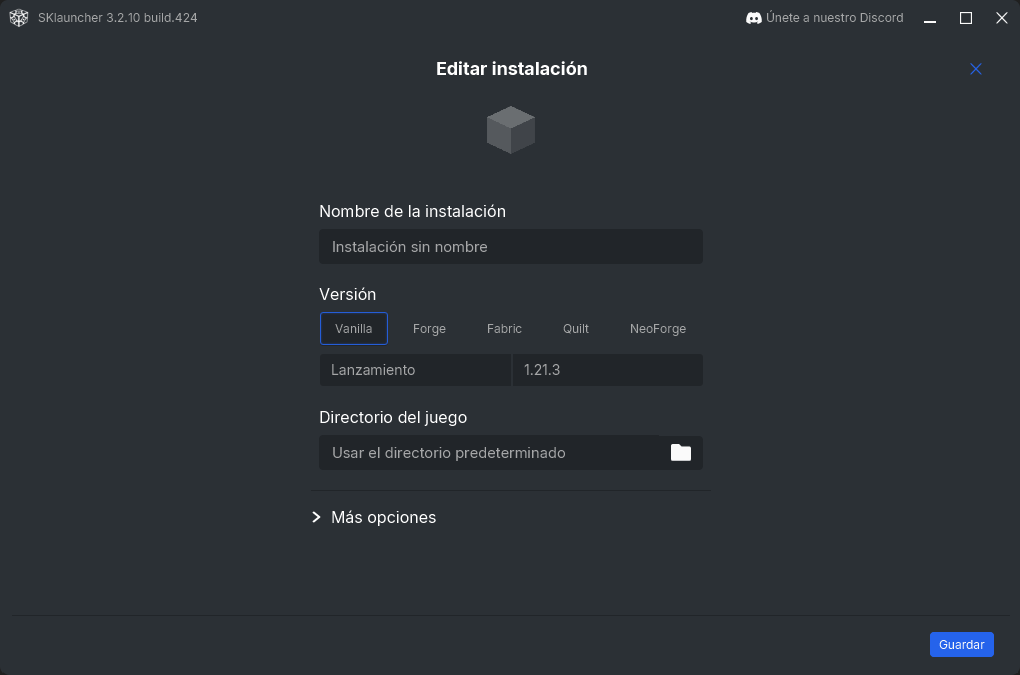 SKlauncher 3.2.10 build.424
Únete a nuestro Discord
Editar instalación
Nombre de la instalación
Instalación sin nombre
Versión
Vanilla Forge Fabric Quilt NeoForge
Lanzamiento 1.21.3
Directorio del juego
Usar el directorio predeterminado
Más opciones
Guardar